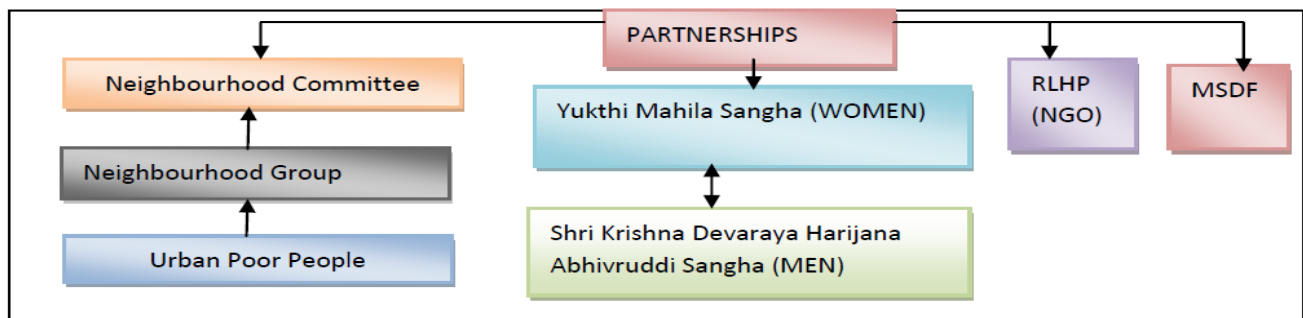 PARTNERSHIPS
Neighbourhood Committee
Neighbourhood Group
Urban Poor People
Yukthi Mahila Sangha (WOMEN)
Shri Krishna Devaraya Harijana
Abhivruddi Sangha (MEN)
RLHP
(NGO)
MSDF